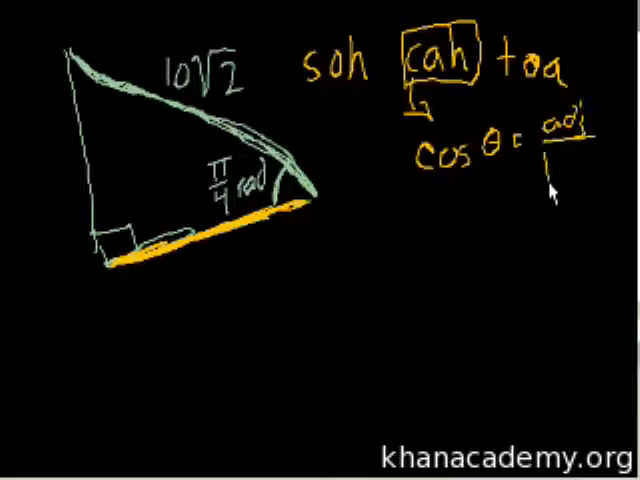 10√2 soh cah toa
cos θ = adj
π/4 rad
khanacademy.org